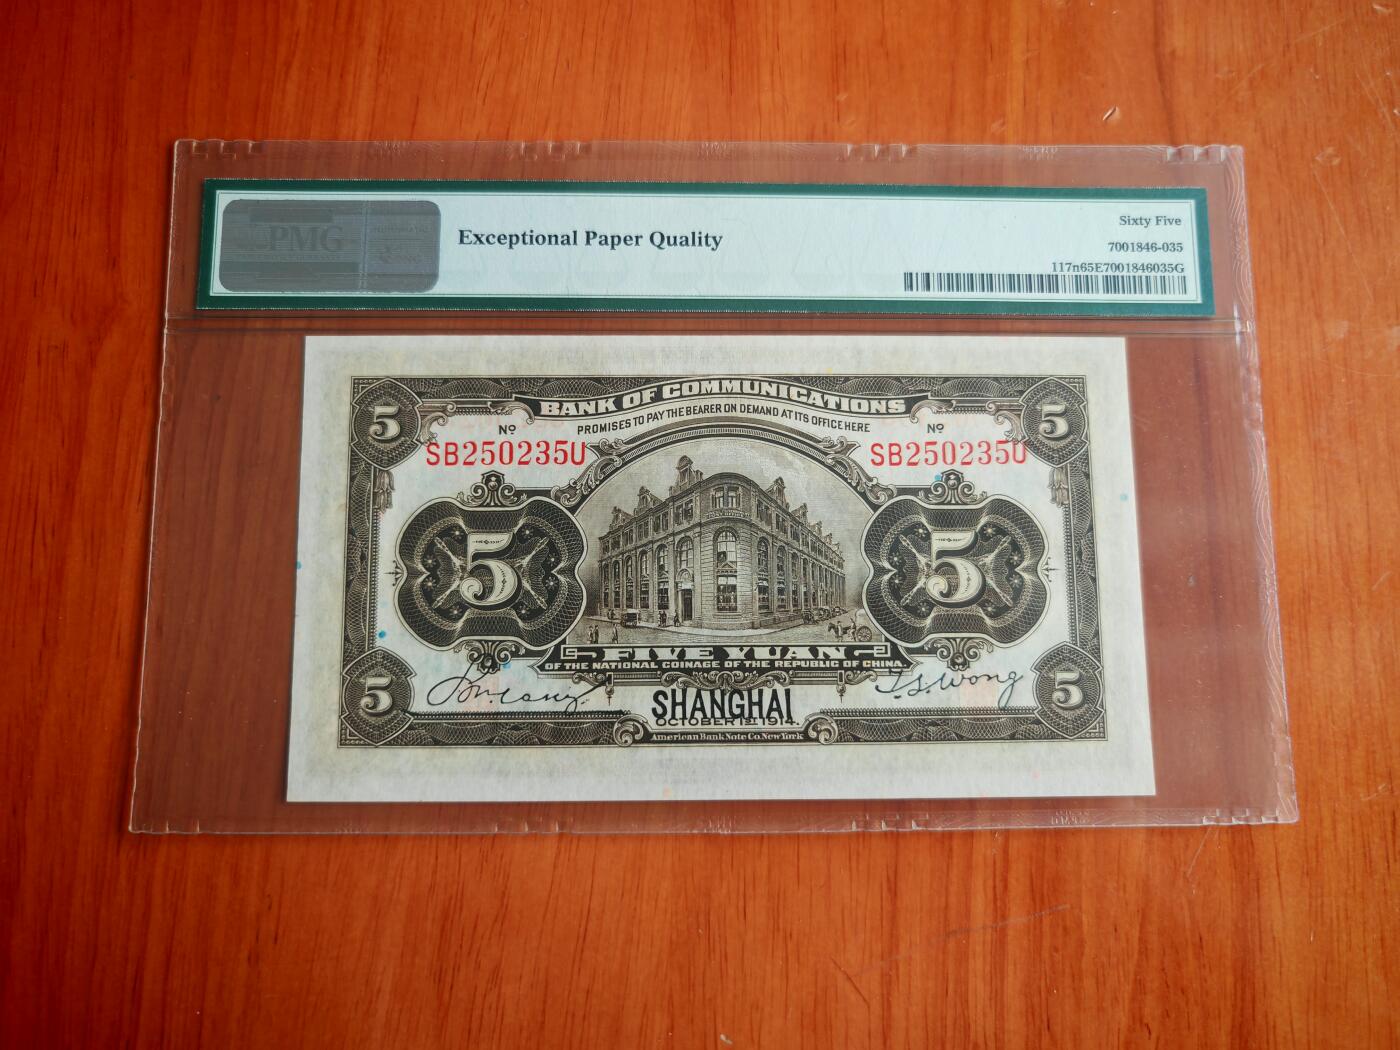 PMG
Exceptional Paper Quality
Sixty Five
7001846-035
117n65E7001846035G
5
BANK OF COMMUNICATIONS
5
PROMISES TO PAY THE BEARER ON DEMAND AT ITS OFFICE HERE
Nº
Nº
SB250235U
SB250235U
5
5
FIVE YUAN
OF THE NATIONAL COINAGE OF THE REPUBLIC OF CHINA.
5
T.S. Wong
5
SHANGHAI
OCTOBER 1ST 1914.
American Bank Note Co. New York